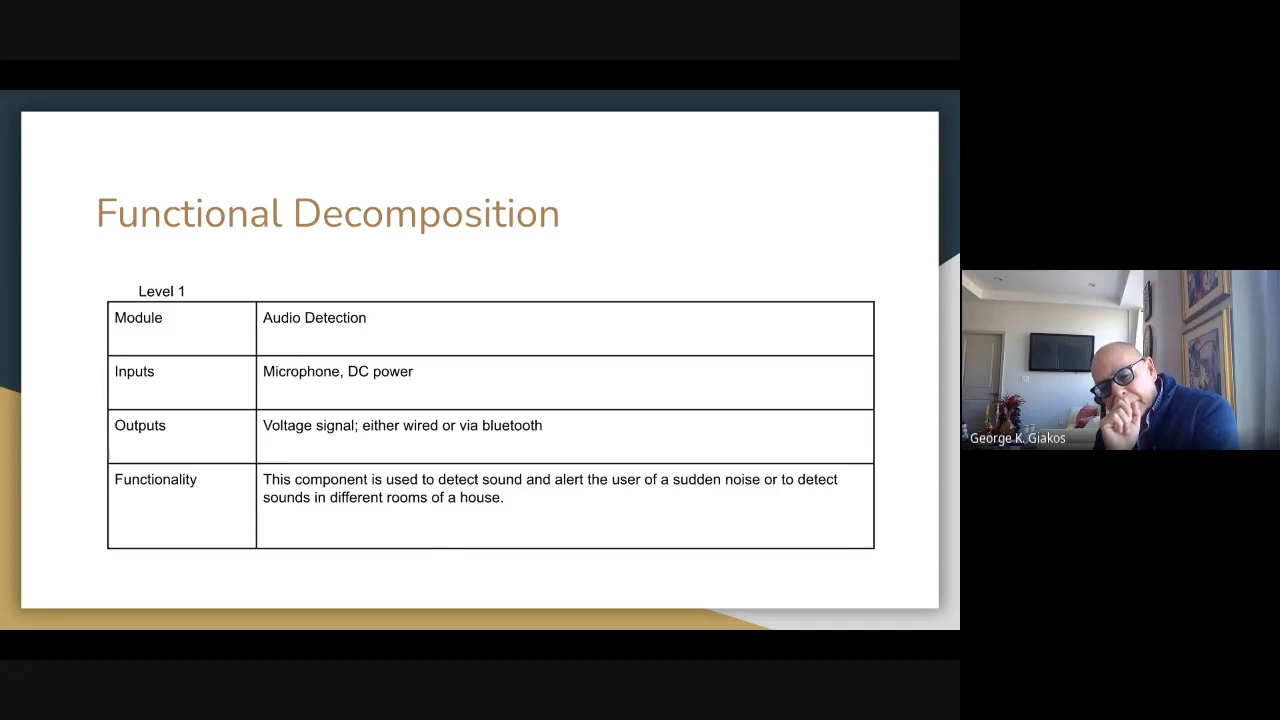 Functional Decomposition
Level 1
Module
Audio Detection
Inputs
Microphone, DC power
Outputs
Voltage signal; either wired or via bluetooth
Functionality
This component is used to detect sound and alert the user of a sudden noise or to detect
sounds in different rooms of a house.
George K. Giakos